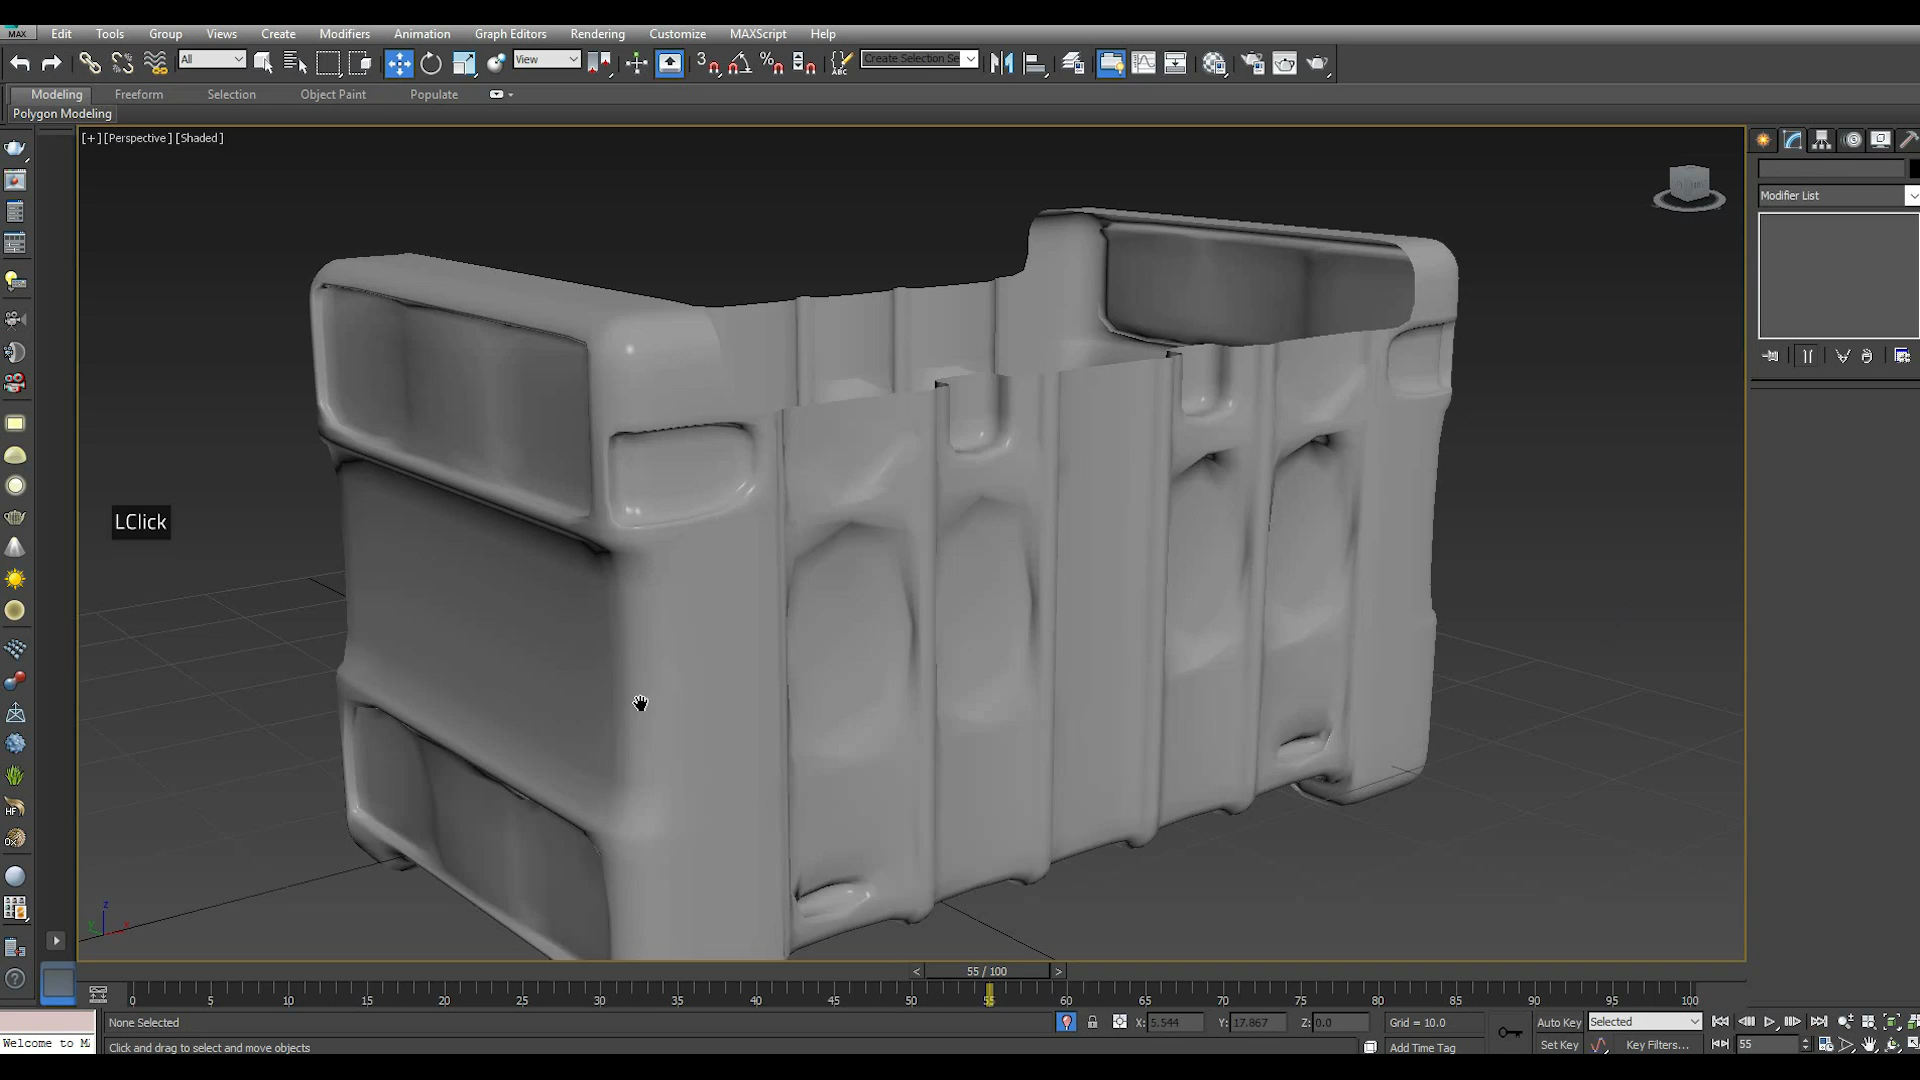 MAX Edit Tools Group Views Create Modifiers Animation Graph Editors Rendering Customize MAXScript Help
All View 3 % ABC Create Selection Se
Modeling Freeform Selection Object Paint Populate
Polygon Modeling
[+] [Perspective ] [Shaded ]
Modifier List
LClick
HF
z
x
y
< 55 / 100 >
0 5 10 15 20 25 30 35 40 45 50 55 60 65 70 75 80 85 90 95 100
None Selected X: 5.544 Y: 17.867 Z: 0.0 Grid = 10.0 Auto Key Selected
Welcome to M
Click and drag to select and move objects Add Time Tag Set Key Key Filters... 55